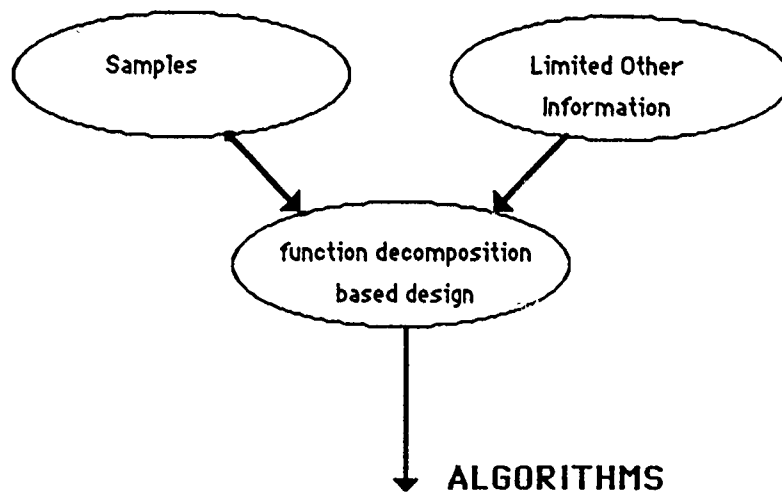 Samples
Limited Other
Information
function decomposition
based design
ALGORITHMS